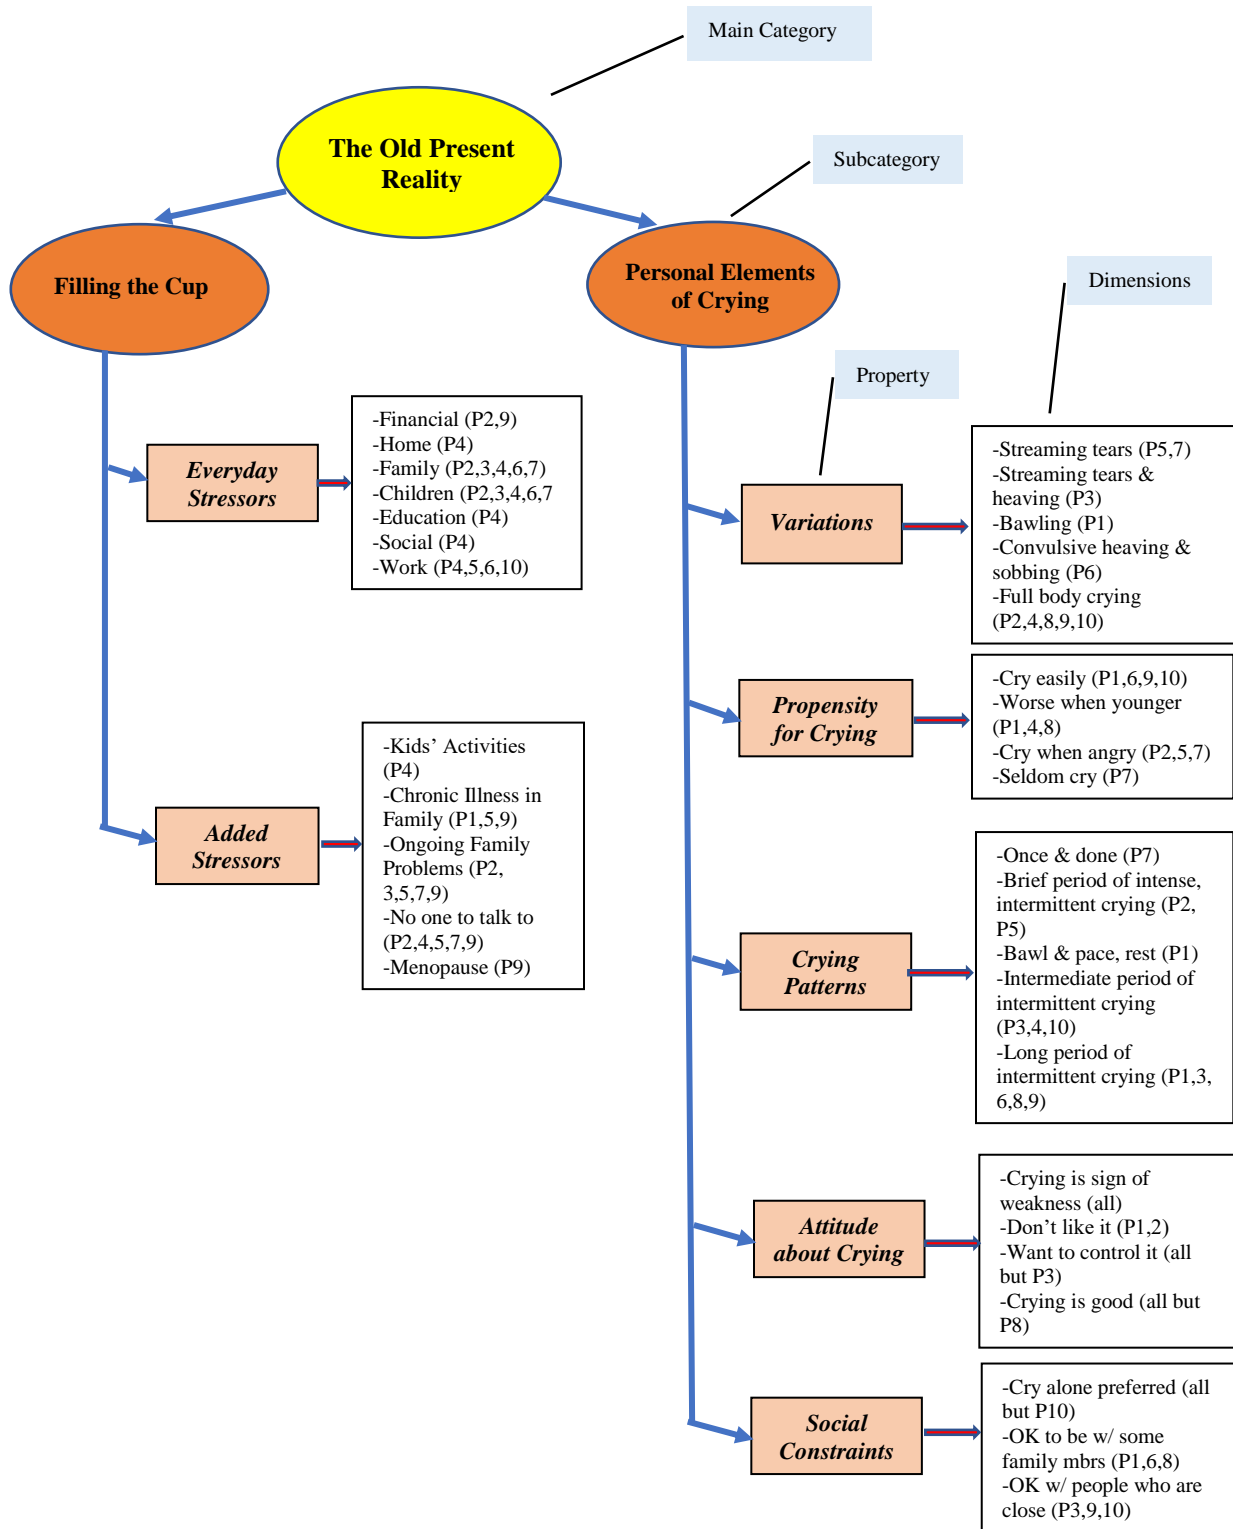 Main Category
The Old Present
Reality
Subcategory
Filling the Cup
Personal Elements
of Crying
Dimensions
Property
Everyday
Stressors
-Financial (P2,9)
-Home (P4)
-Family (P2,3,4,6,7)
-Children (P2,3,4,6,7
-Education (P4)
-Social (P4)
-Work (P4,5,6,10)
Added
Stressors
-Kids’ Activities
(P4)
-Chronic Illness in
Family (P1,5,9)
-Ongoing Family
Problems (P2,
3,5,7,9)
-No one to talk to
(P2,4,5,7,9)
-Menopause (P9)
Variations
-Streaming tears (P5,7)
-Streaming tears &
heaving (P3)
-Bawling (P1)
-Convulsive heaving &
sobbing (P6)
-Full body crying
(P2,4,8,9,10)
Propensity
for Crying
-Cry easily (P1,6,9,10)
-Worse when younger
(P1,4,8)
-Cry when angry (P2,5,7)
-Seldom cry (P7)
Crying
Patterns
-Once & done (P7)
-Brief period of intense,
intermittent crying (P2,
P5)
-Bawl & pace, rest (P1)
-Intermediate period of
intermittent crying
(P3,4,10)
-Long period of
intermittent crying (P1,3,
6,8,9)
Attitude
about Crying
-Crying is sign of
weakness (all)
-Don’t like it (P1,2)
-Want to control it (all
but P3)
-Crying is good (all but
P8)
Social
Constraints
-Cry alone preferred (all
but P10)
-OK to be w/ some
family mbrs (P1,6,8)
-OK w/ people who are
close (P3,9,10)